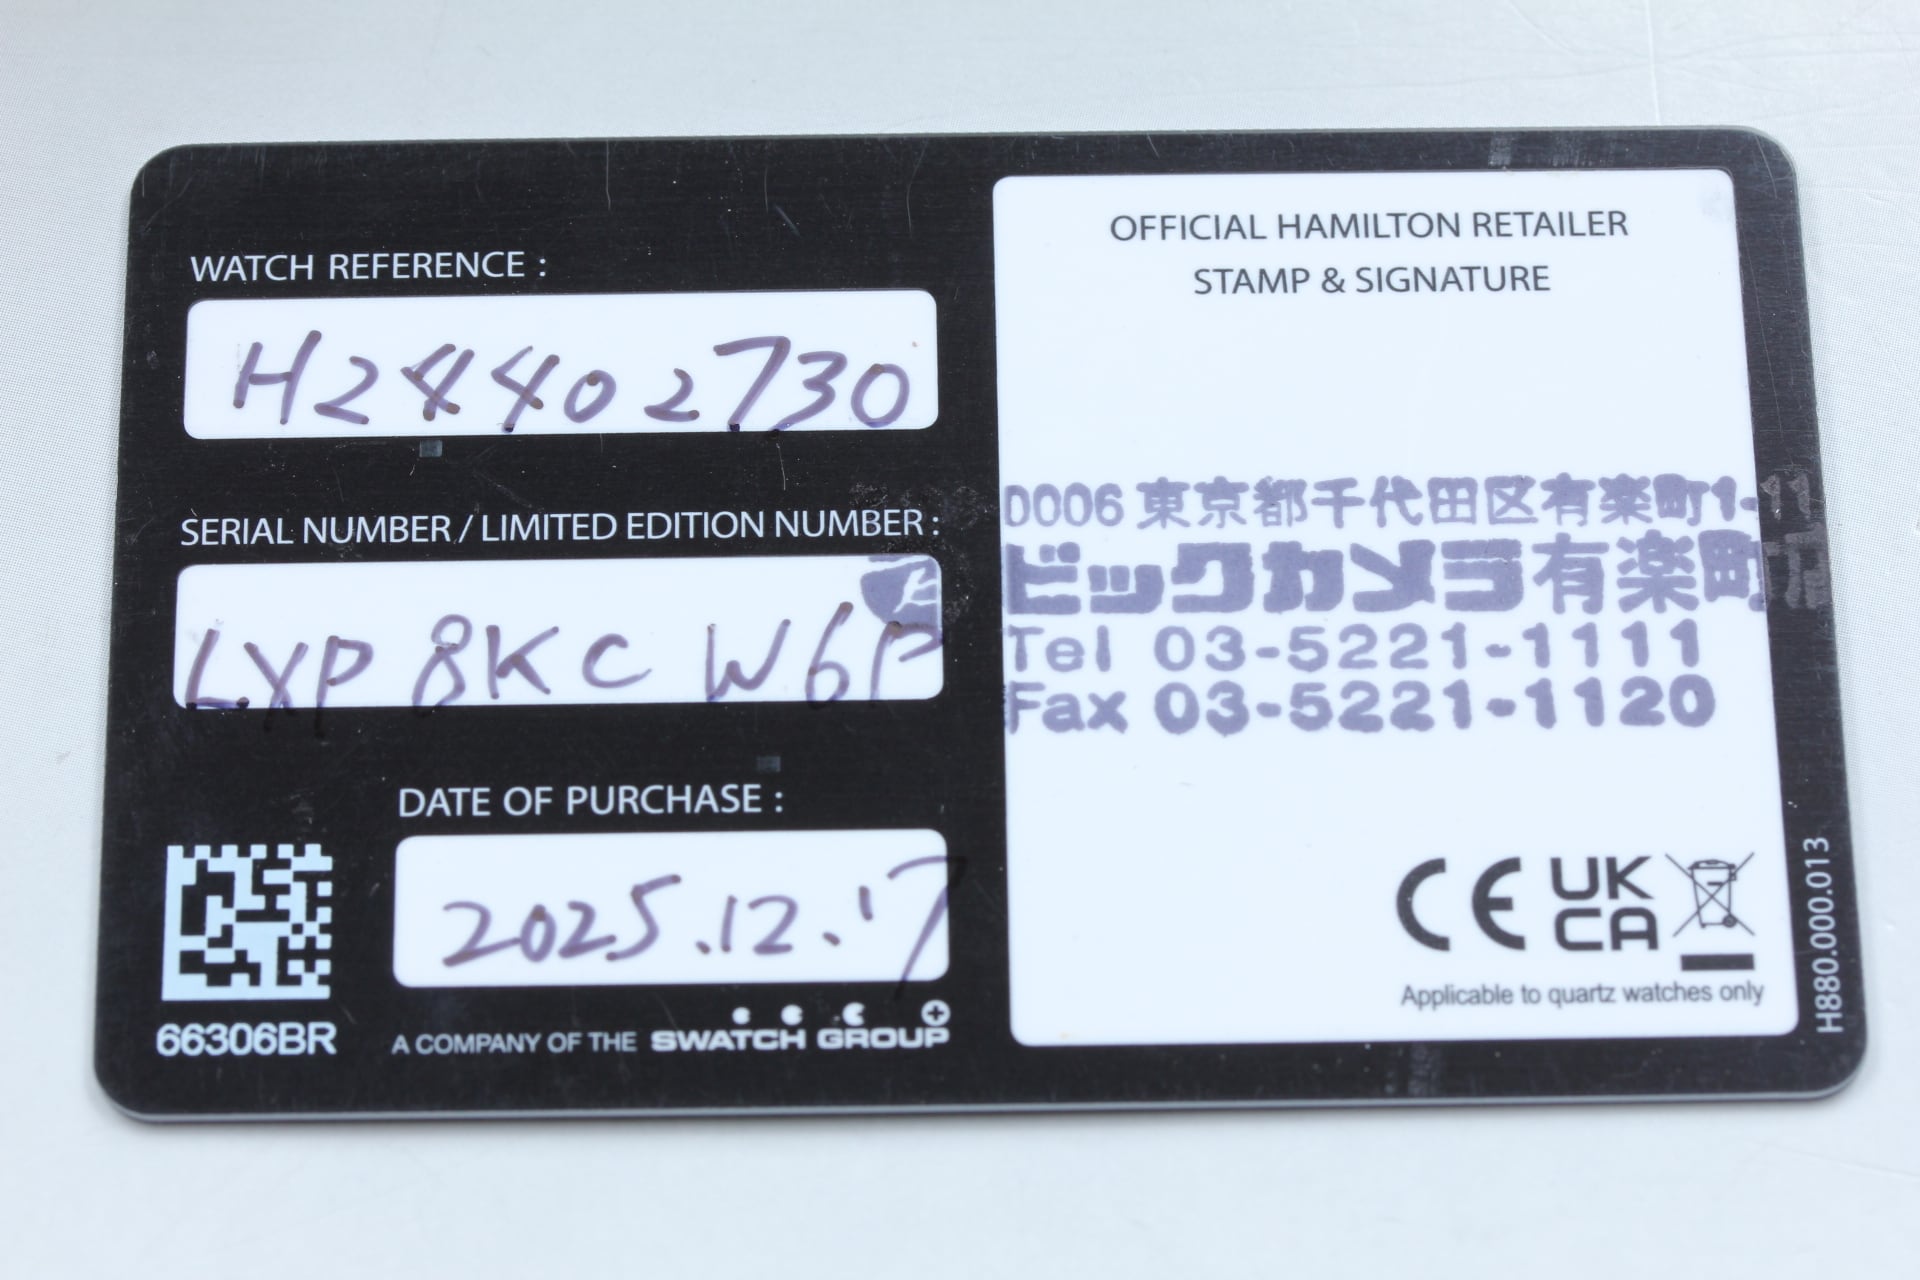 WATCH REFERENCE :
H24402730
SERIAL NUMBER / LIMITED EDITION NUMBER :
LXP 8KC W6P
DATE OF PURCHASE :
2025.12.17
66306BR
A COMPANY OF THE SWATCH GROUP
OFFICIAL HAMILTON RETAILER
STAMP & SIGNATURE
0006 東京都千代田区有楽町1-11
ビックカメラ有楽町店
Tel 03-5221-1111
Fax 03-5221-1120
CE UK CA
Applicable to quartz watches only
H880.000.013